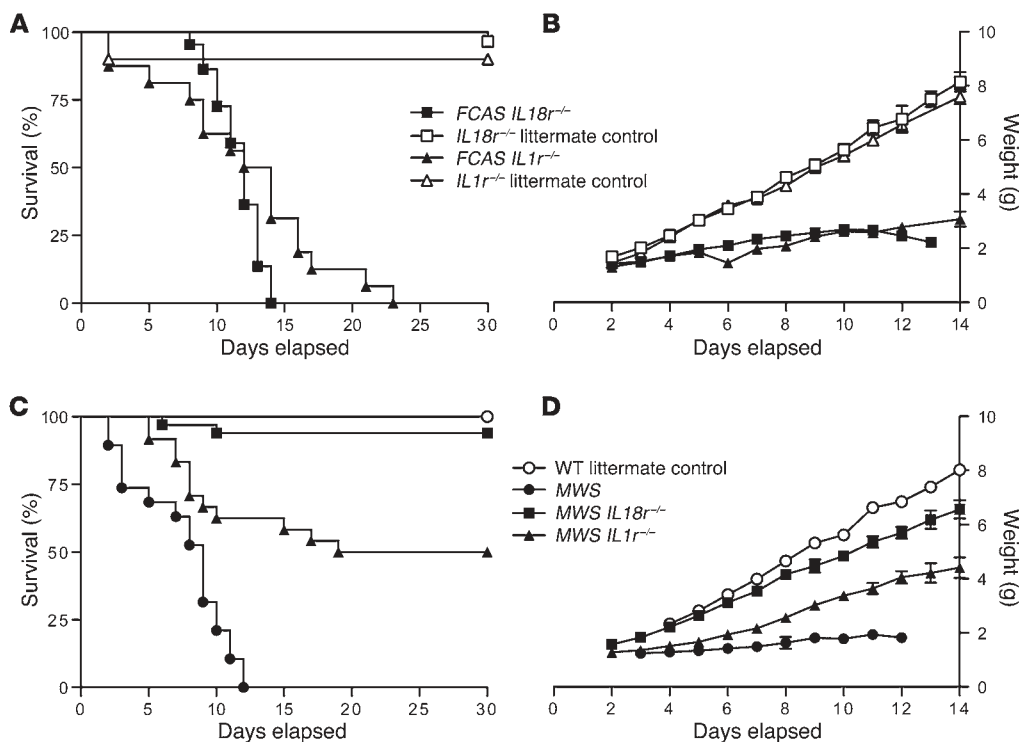 A
B
100
75
50
25
0
Survival (%)
0 5 10 15 20 25 30
Days elapsed
FCAS IL18r–/–
IL18r–/– littermate control
FCAS IL1r–/–
IL1r–/– littermate control
10
8
6
4
2
0
Weight (g)
0 2 4 6 8 10 12 14
Days elapsed
C
D
100
75
50
25
0
Survival (%)
0 5 10 15 20 25 30
Days elapsed
WT littermate control
MWS
MWS IL18r–/–
MWS IL1r–/–
10
8
6
4
2
0
Weight (g)
0 2 4 6 8 10 12 14
Days elapsed